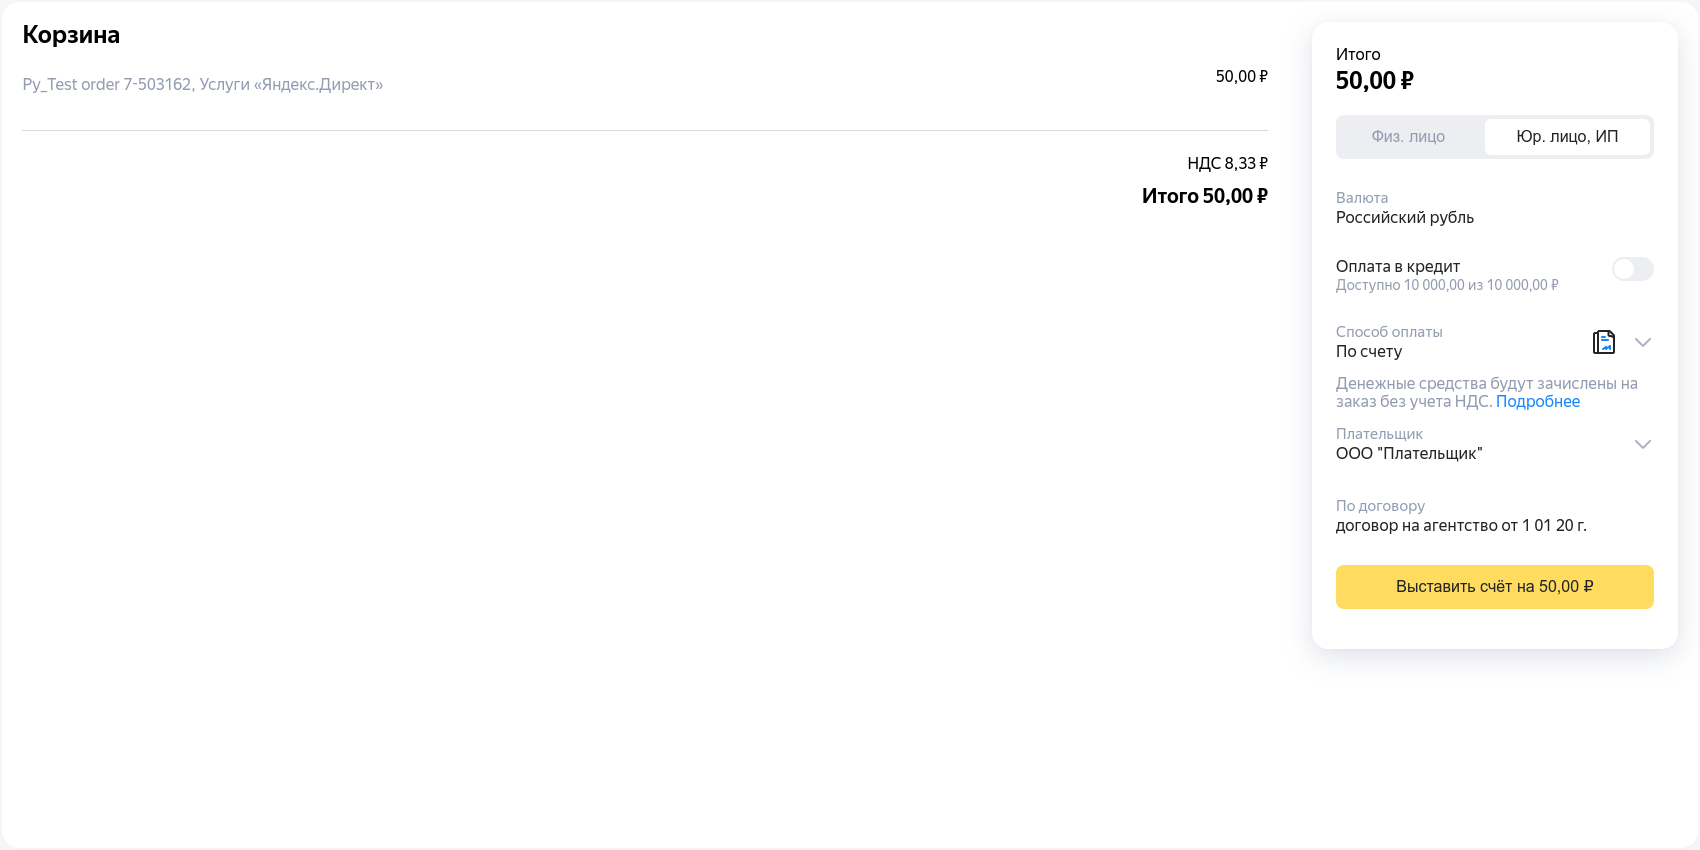 Корзина
Py_Test order 7-503162, Услуги «Яндекс.Директ»
50,00 ₽
НДС 8,33 ₽
Итого 50,00 ₽
Итого
50,00 ₽
Физ. лицо
Юр. лицо, ИП
Валюта
Российский рубль
Оплата в кредит
Доступно 10 000,00 из 10 000,00 ₽
Способ оплаты
По счету
Денежные средства будут зачислены на
заказ без учета НДС. Подробнее
Плательщик
ООО "Плательщик"
По договору
договор на агентство от 1 01 20 г.
Выставить счёт на 50,00 ₽